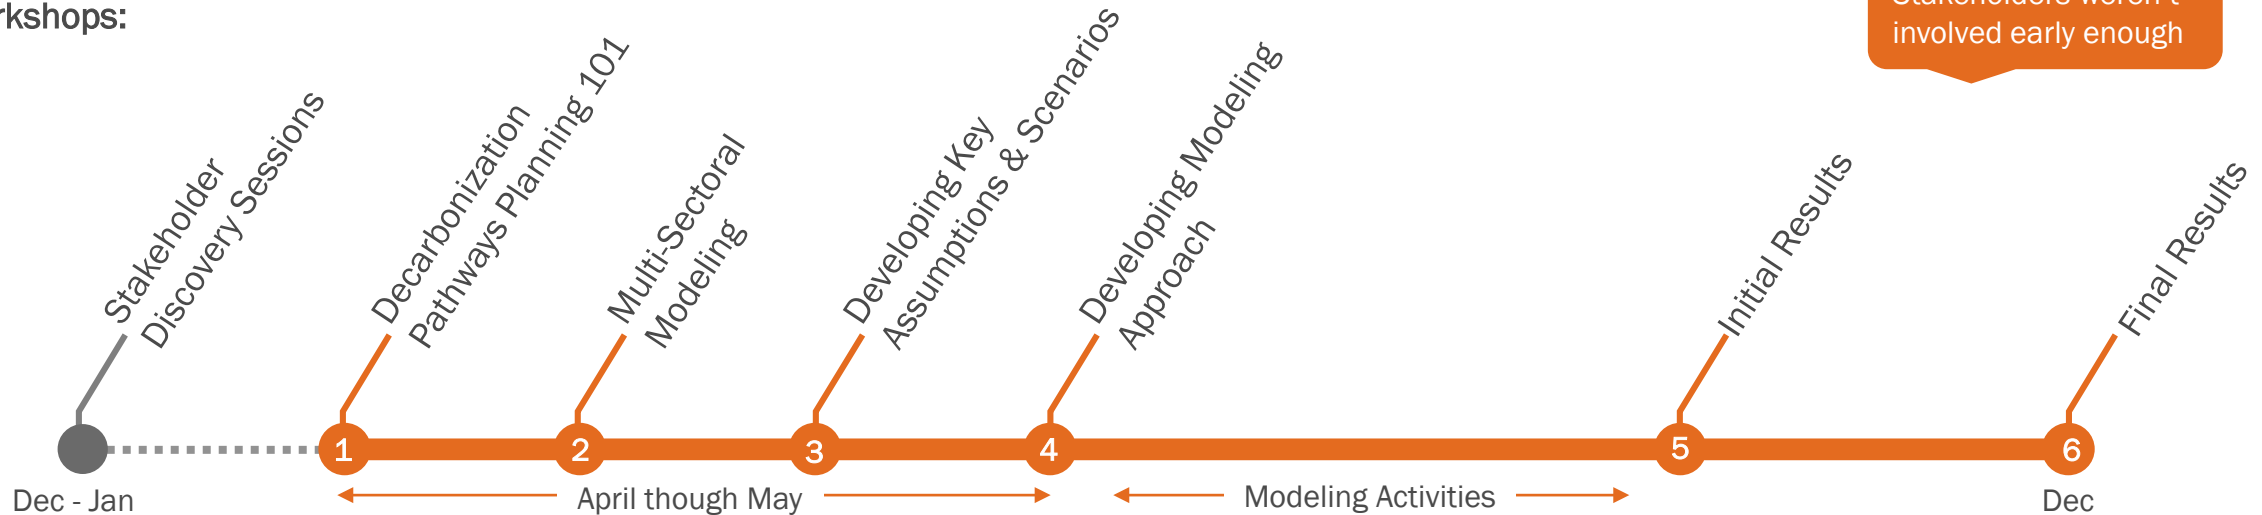 rkshops:
involved early enough
Stakeholder
Discovery Sessions
Decarbonization
Pathways Planning 101
Multi-Sectoral
Modeling
Developing Key
Assumptions & Scenarios
Developing Modeling
Approach
Initial Results
Final Results
1
2
3
4
5
6
Dec - Jan
April though May
Modeling Activities
Dec